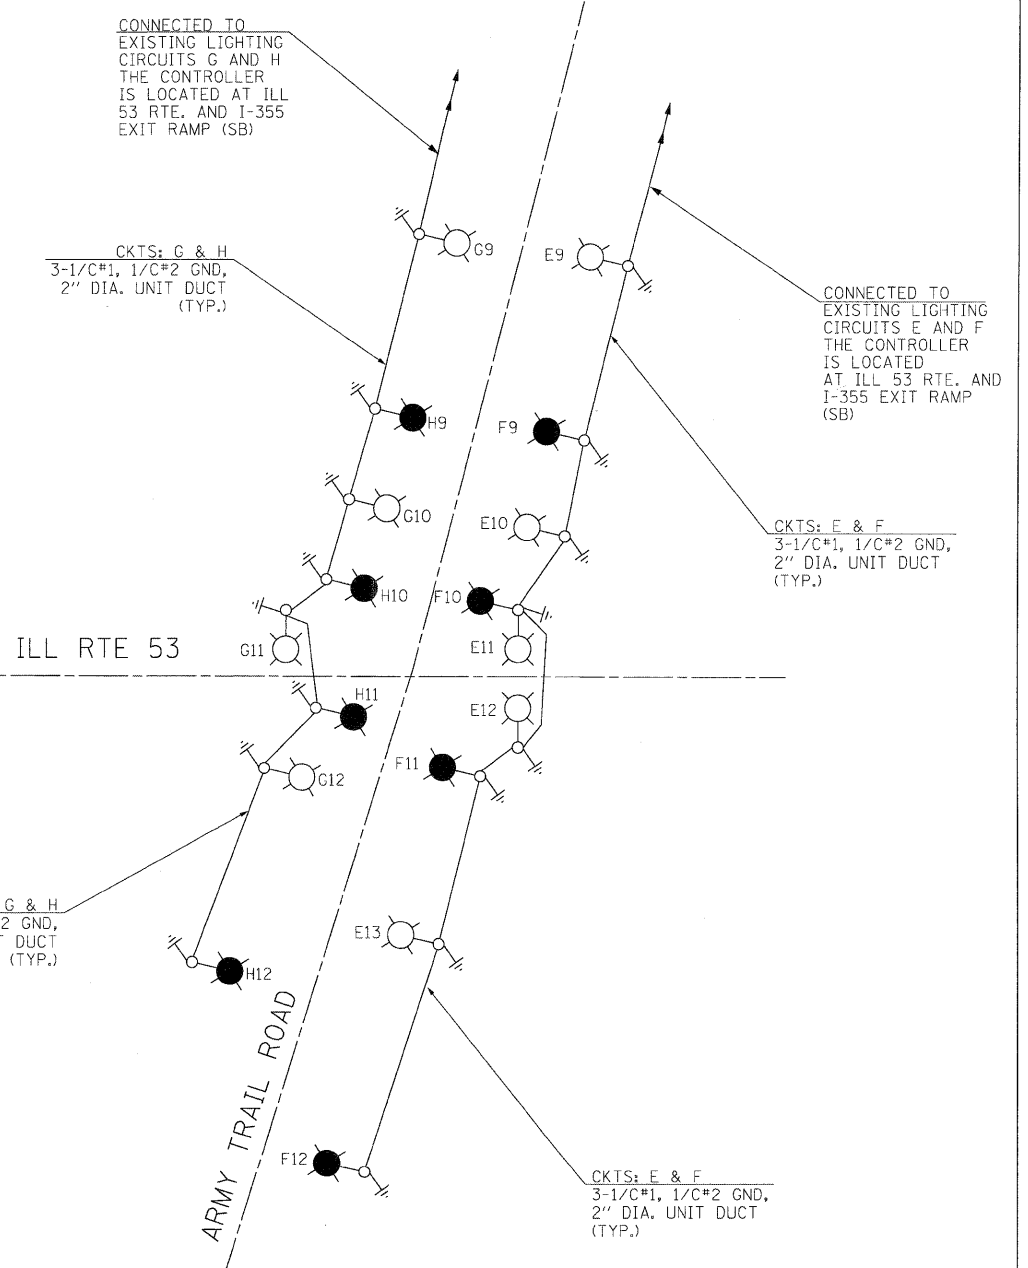 CONNECTED TO
EXISTING LIGHTING
CIRCUITS G AND H
THE CONTROLLER
IS LOCATED AT ILL
53 RTE. AND I-355
EXIT RAMP (SB)
G9
E9
CKTS: G & H
3-1/C#1, 1/C#2 GND,
2" DIA. UNIT DUCT
(TYP.)
CONNECTED TO
EXISTING LIGHTING
CIRCUITS E AND F
THE CONTROLLER
IS LOCATED
AT ILL 53 RTE. AND
I-355 EXIT RAMP
(SB)
H9
F9
G10
E10
CKTS: E & F
3-1/C#1, 1/C#2 GND,
2" DIA. UNIT DUCT
(TYP.)
H10
F10
ILL RTE 53
G11
E11
H11
E12
G12
F11
G & H
2 GND,
T DUCT
(TYP.)
E13
H12
ARMY TRAIL ROAD
F12
CKTS: E & F
3-1/C#1, 1/C#2 GND,
2" DIA. UNIT DUCT
(TYP.)